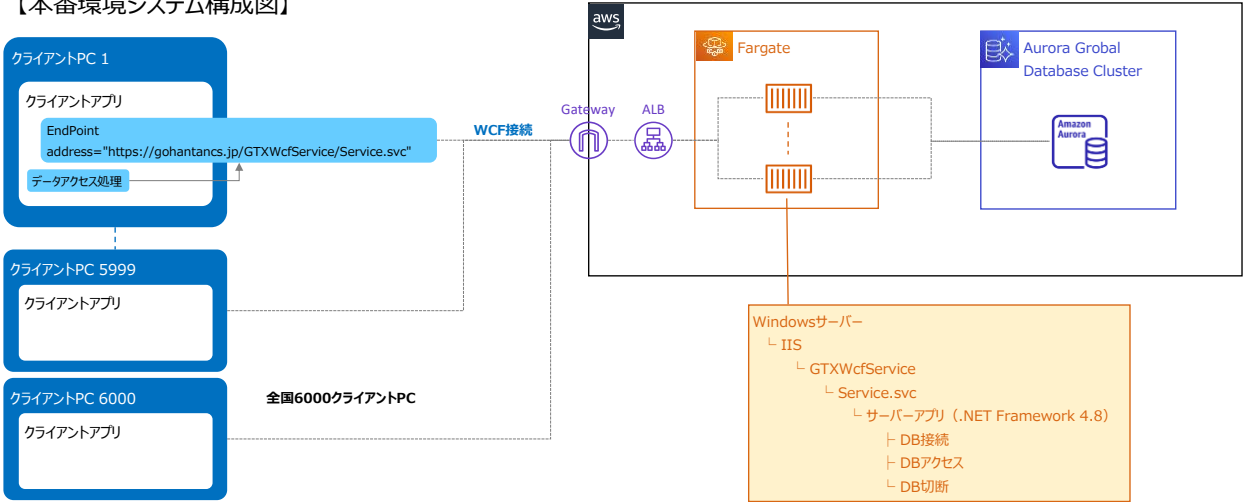 【本番環境システム構成図】
クライアントPC 1
クライアントアプリ
EndPoint
address="https://gohantancs.jp/GTXWcfService/Service.svc"
データアクセス処理
クライアントPC 5999
クライアントアプリ
クライアントPC 6000
クライアントアプリ
全国6000クライアントPC
WCF接続
aws
Gateway
ALB
Fargate
Aurora Grobal
Database Cluster
Amazon
Aurora
Windowsサーバー
└ IIS
└ GTXWcfService
└ Service.svc
└ サーバーアプリ（.NET Framework 4.8）
├ DB接続
├ DBアクセス
└ DB切断